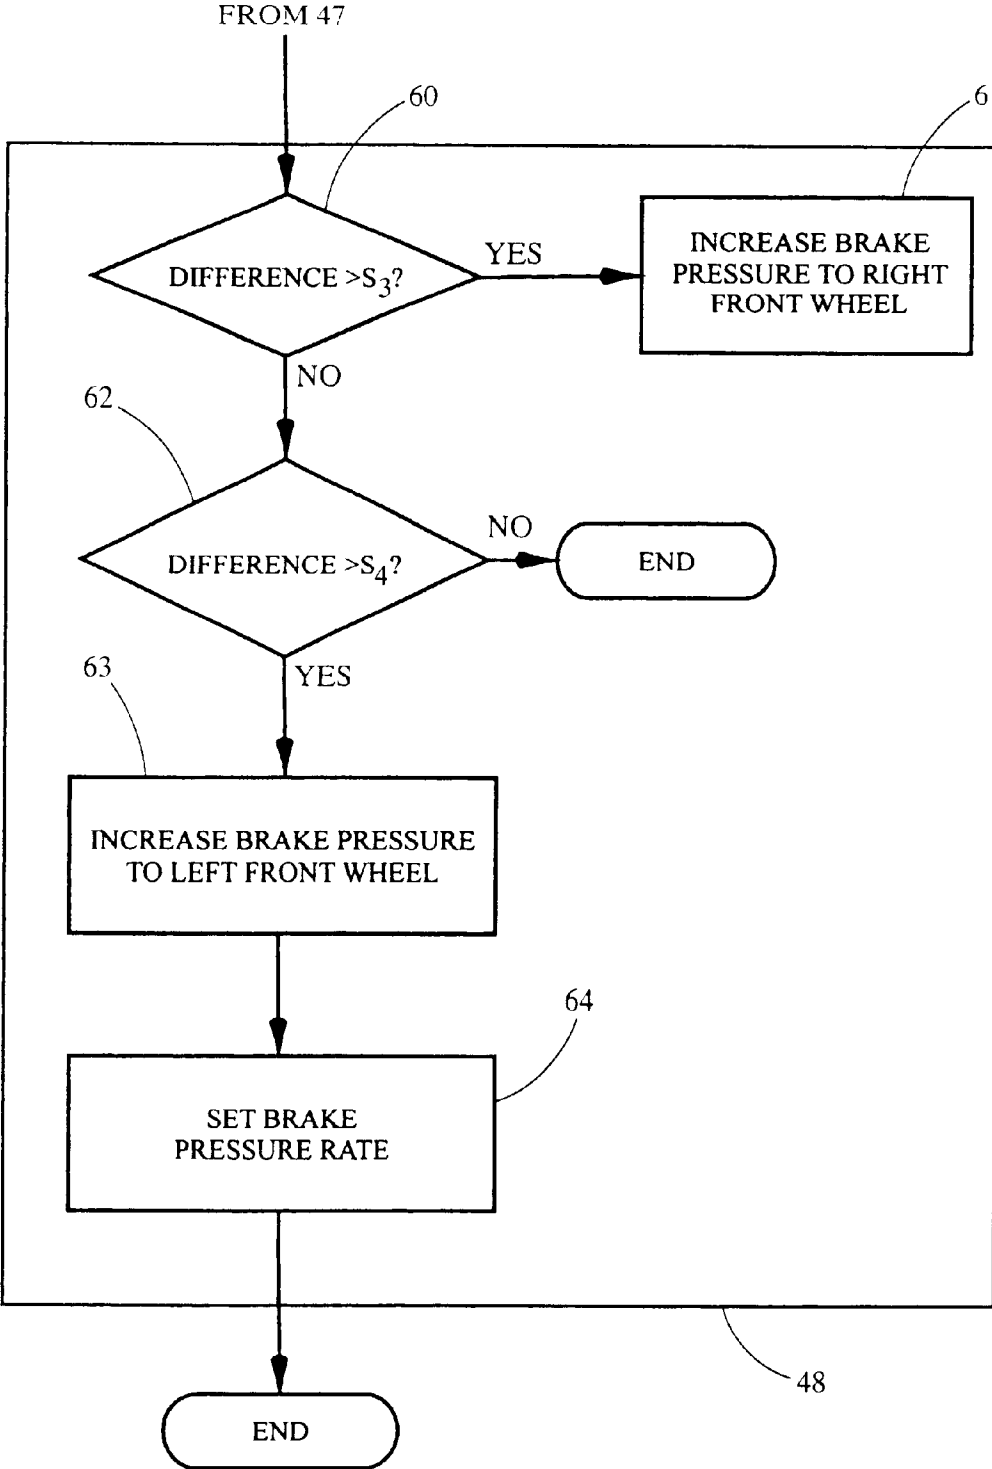 FROM 47
60
6
DIFFERENCE >S3?
YES
INCREASE BRAKE
PRESSURE TO RIGHT
FRONT WHEEL
NO
62
DIFFERENCE >S4?
NO
END
YES
63
INCREASE BRAKE PRESSURE
TO LEFT FRONT WHEEL
64
SET BRAKE
PRESSURE RATE
48
END